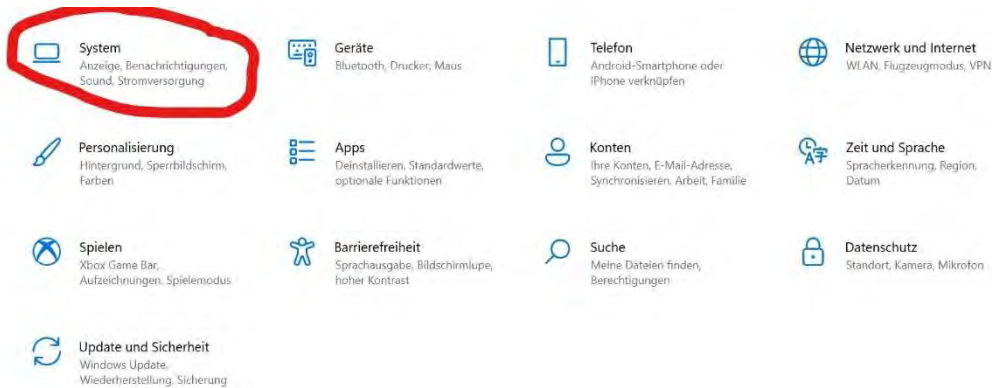 System
Anzeige, Benachrichtigungen,
Sound, Stromversorgung
Geräte
Bluetooth, Drucker, Maus
Telefon
Android-Smartphone oder
iPhone verknüpfen
Netzwerk und Internet
WLAN, Flugzeugmodus, VPN
Personalisierung
Hintergrund, Sperrbildschirm,
Farben
Apps
Deinstallieren, Standardwerte,
optionale Funktionen
Konten
Ihre Konten, E-Mail-Adresse,
Synchronisieren, Arbeit, Familie
Zeit und Sprache
Spracherkennung, Region,
Datum
Spielen
Xbox Game Bar,
Aufzeichnungen, Spielemodus
Barrierefreiheit
Sprachausgabe, Bildschirmlupe,
hoher Kontrast
Suche
Meine Dateien finden,
Berechtigungen
Datenschutz
Standort, Kamera, Mikrofon
Update und Sicherheit
Windows Update,
Wiederherstellung, Sicherung